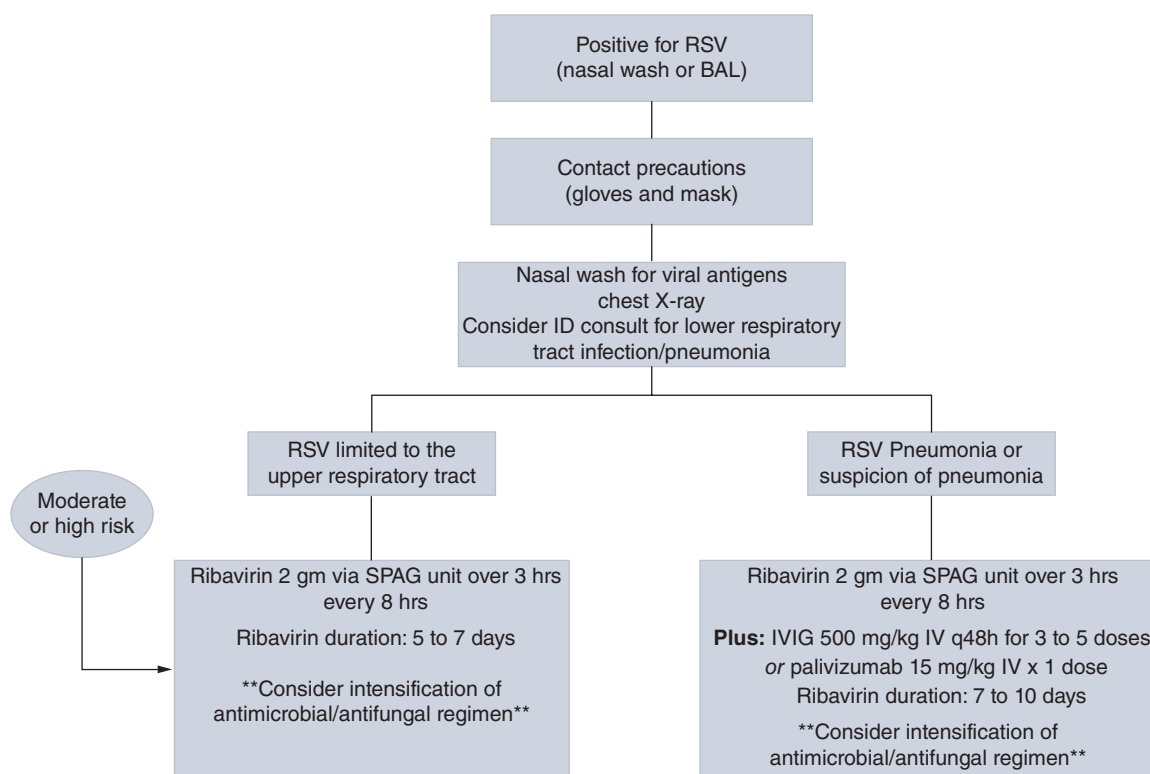 Positive for RSV
(nasal wash or BAL)
Contact precautions
(gloves and mask)
Nasal wash for viral antigens
chest X-ray
Consider ID consult for lower respiratory
tract infection/pneumonia
RSV limited to the
upper respiratory tract
RSV Pneumonia or
suspicion of pneumonia
Moderate
or high risk
Ribavirin 2 gm via SPAG unit over 3 hrs
every 8 hrs
Ribavirin duration: 5 to 7 days
**Consider intensification of
antimicrobial/antifungal regimen**
Ribavirin 2 gm via SPAG unit over 3 hrs
every 8 hrs
Plus: IVIG 500 mg/kg IV q48h for 3 to 5 doses
or palivizumab 15 mg/kg IV x 1 dose
Ribavirin duration: 7 to 10 days
**Consider intensification of
antimicrobial/antifungal regimen**